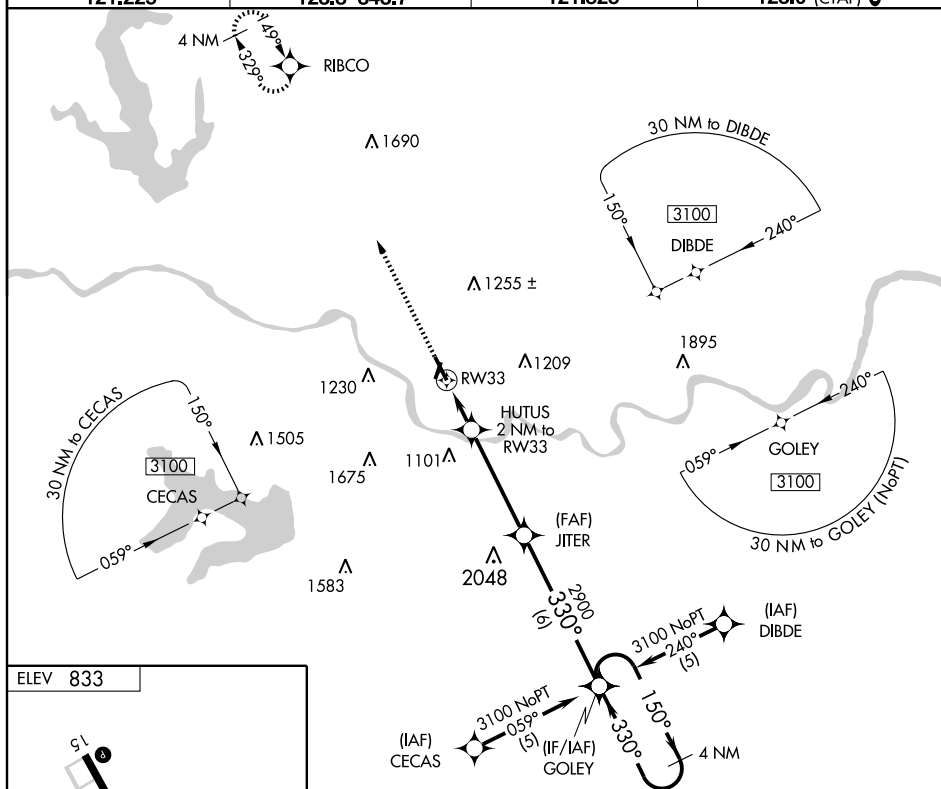 (CTAF)
4 NM
149°
329°
RIBCO
1690
30 NM to DIBDE
150°
3100
240°
DIBDE
1255 ±
1895
1209
RW33
1230
HUTUS
2 NM to
RW33
30 NM to CECAS
150°
1505
3100
CECAS
059°
1675
1101
240°
059°
GOLEY
3100
30 NM to GOLEY (NoPT)
(FAF)
JITER
2048
1583
2900
330°
(6)
(IAF)
DIBDE
3100 NoPT
240°
(5)
3100 NoPT
059°
(5)
(IAF)
CECAS
(IF/IAF)
GOLEY
150°
330°
4 NM
ELEV 833
15
P